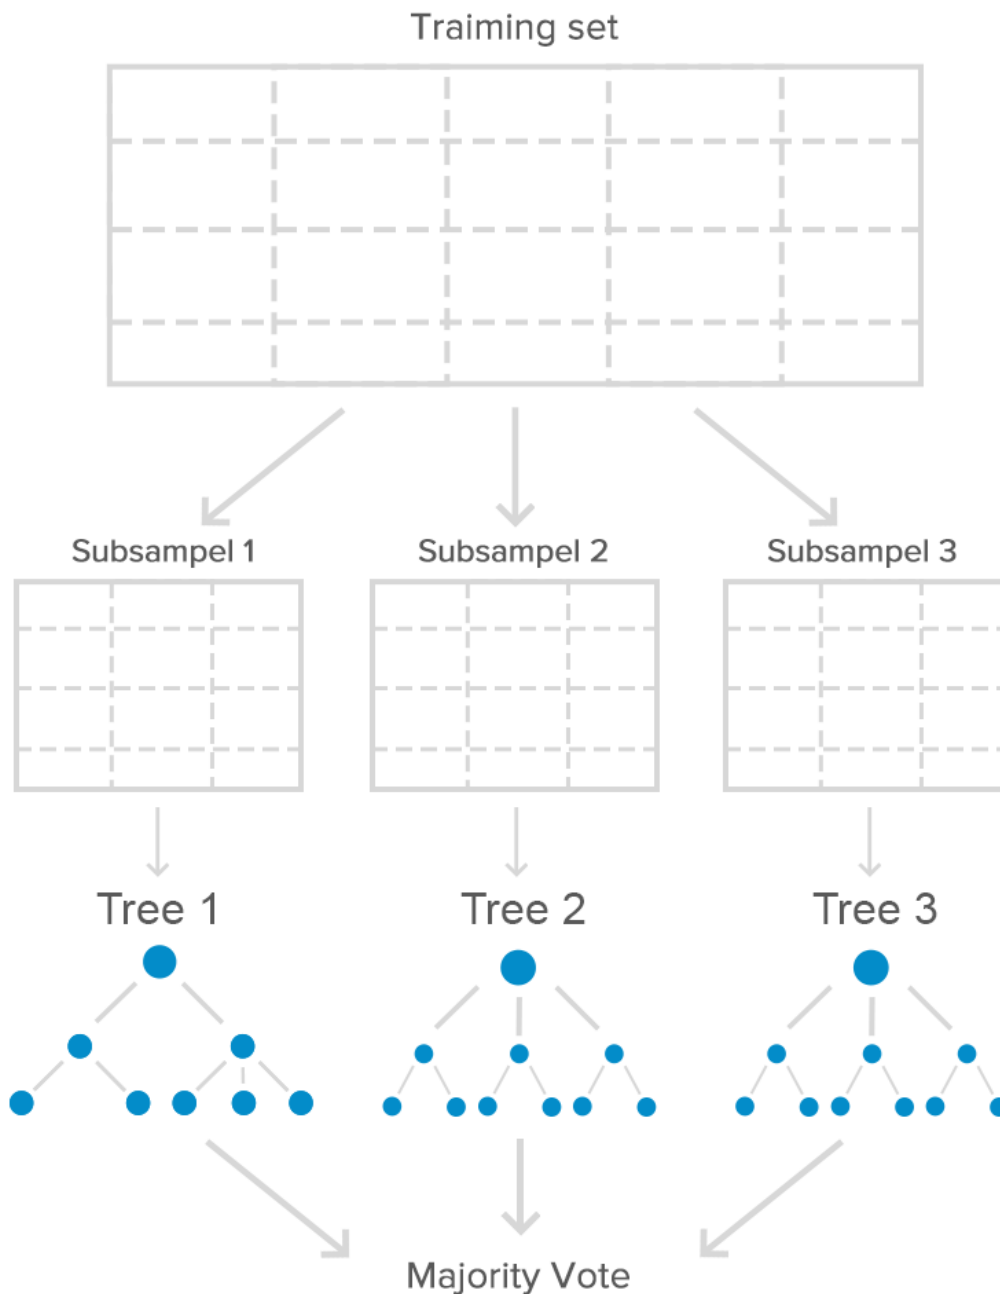 Traiming set
Subsampel 1
Subsampel 2
Subsampel 3
Tree 1
Tree 2
Tree 3
Majority Vote